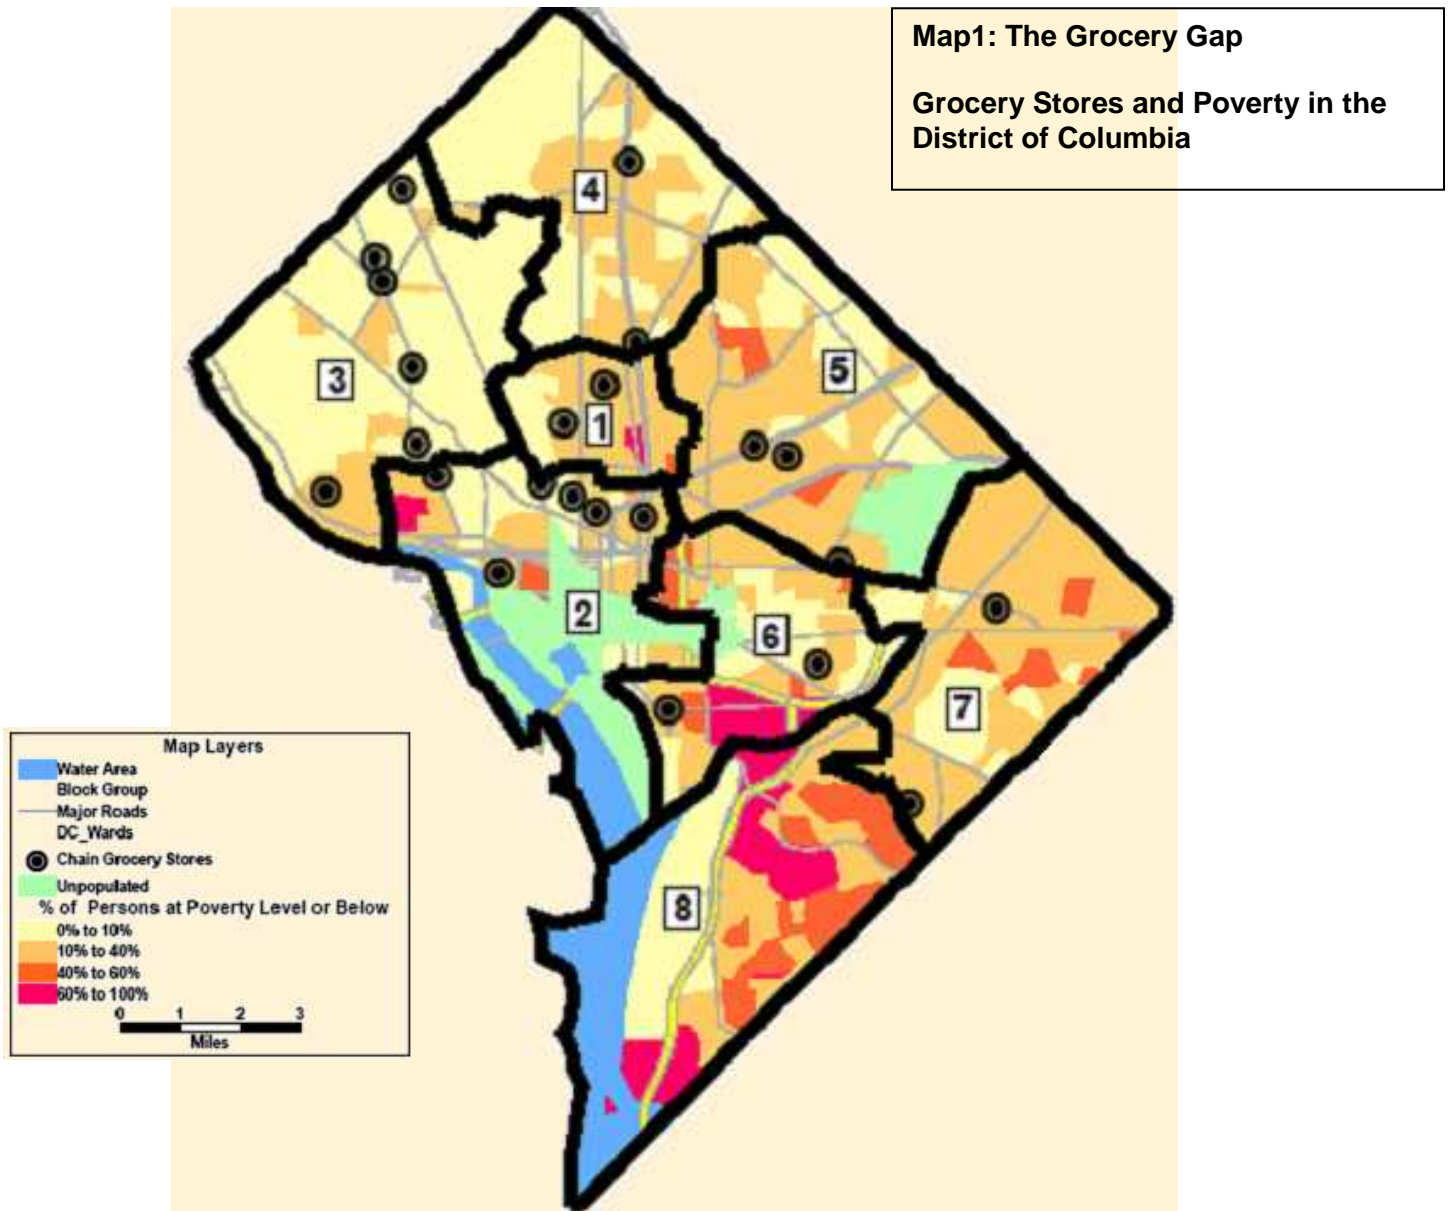 Map1: The Grocery Gap
Grocery Stores and Poverty in the
District of Columbia
4
3
5
1
2
6
7
8
Map Layers
Water Area
Block Group
Major Roads
DC_Wards
Chain Grocery Stores
Unpopulated
% of Persons at Poverty Level or Below
0% to 10%
10% to 40%
40% to 60%
60% to 100%
0 1 2 3
Miles